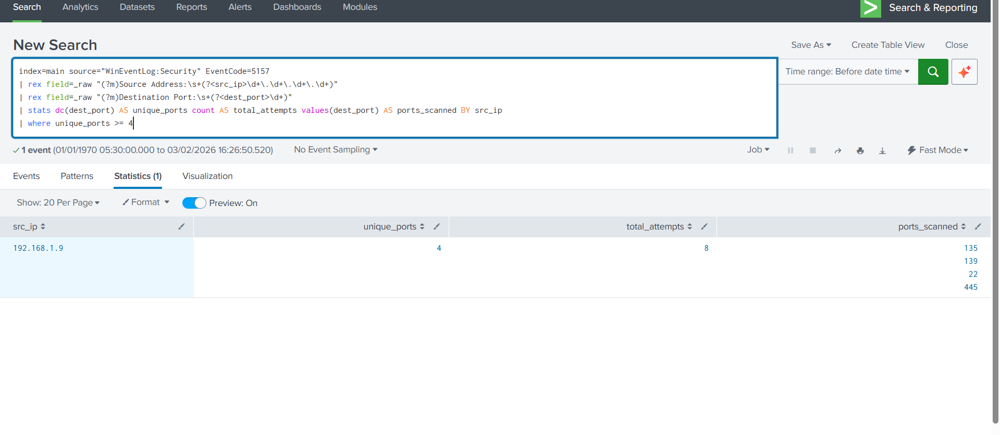 Search Analytics Datasets Reports Alerts Dashboards Modules > Search & Reporting
New Search
Save As Create Table View Close
index=main source="WinEventLog:Security" EventCode=5157
| rex field=_raw "(?m)Source Address:\s+(?<src_ip>\d+\.\d+\.\d+\.\d+)"
| rex field=_raw "(?m)Destination Port:\s+(?<dest_port>\d+)"
| stats dc(dest_port) AS unique_ports count AS total_attempts values(dest_port) AS ports_scanned BY src_ip
| where unique_ports >= 4
Time range: Before date time
1 event (01/01/1970 05:30:00.000 to 03/02/2026 16:26:50.520) No Event Sampling Job Fast Mode
Events Patterns Statistics (1) Visualization
Show: 20 Per Page Format Preview: On
src_ip unique_ports total_attempts ports_scanned
192.168.1.9 4 8 135
139
22
445